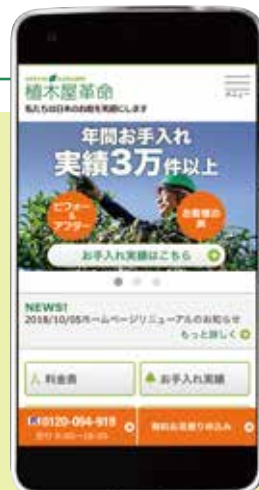 植木屋革命
私たちは日本のお庭を笑顔にします
メニュー
年間お手入れ
実績3万件以上
ビフォー
&
アフター
お客様の
声
お手入れ実績はこちら
NEWS!
2018/10/05ホームページリニューアルのお知らせ
もっと詳しく
料金表
お手入れ実績
0120-094-919
無料お見積り申込み